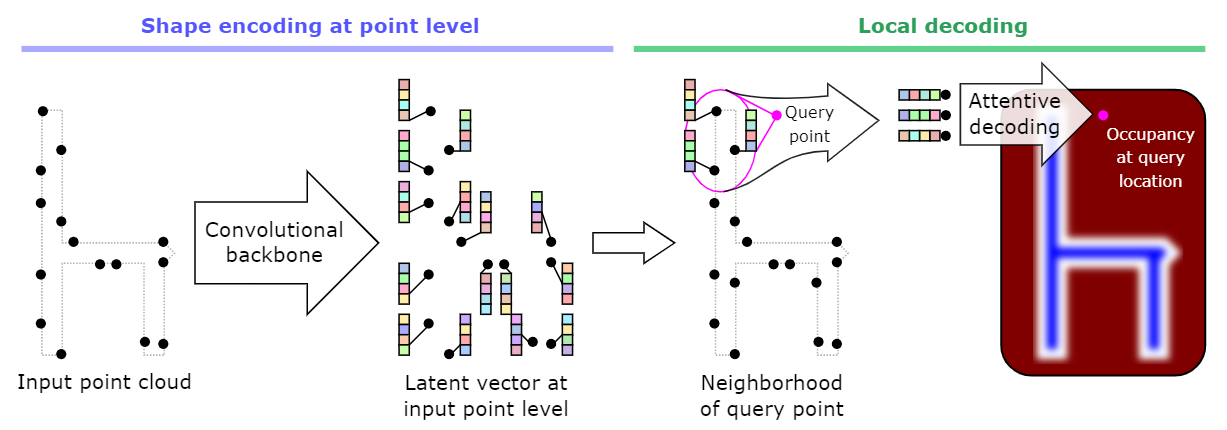 Shape encoding at point level
Local decoding
Convolutional
backbone
Query
point
Attentive
decoding
Occupancy
at query
location
Input point cloud
Latent vector at
input point level
Neighborhood
of query point